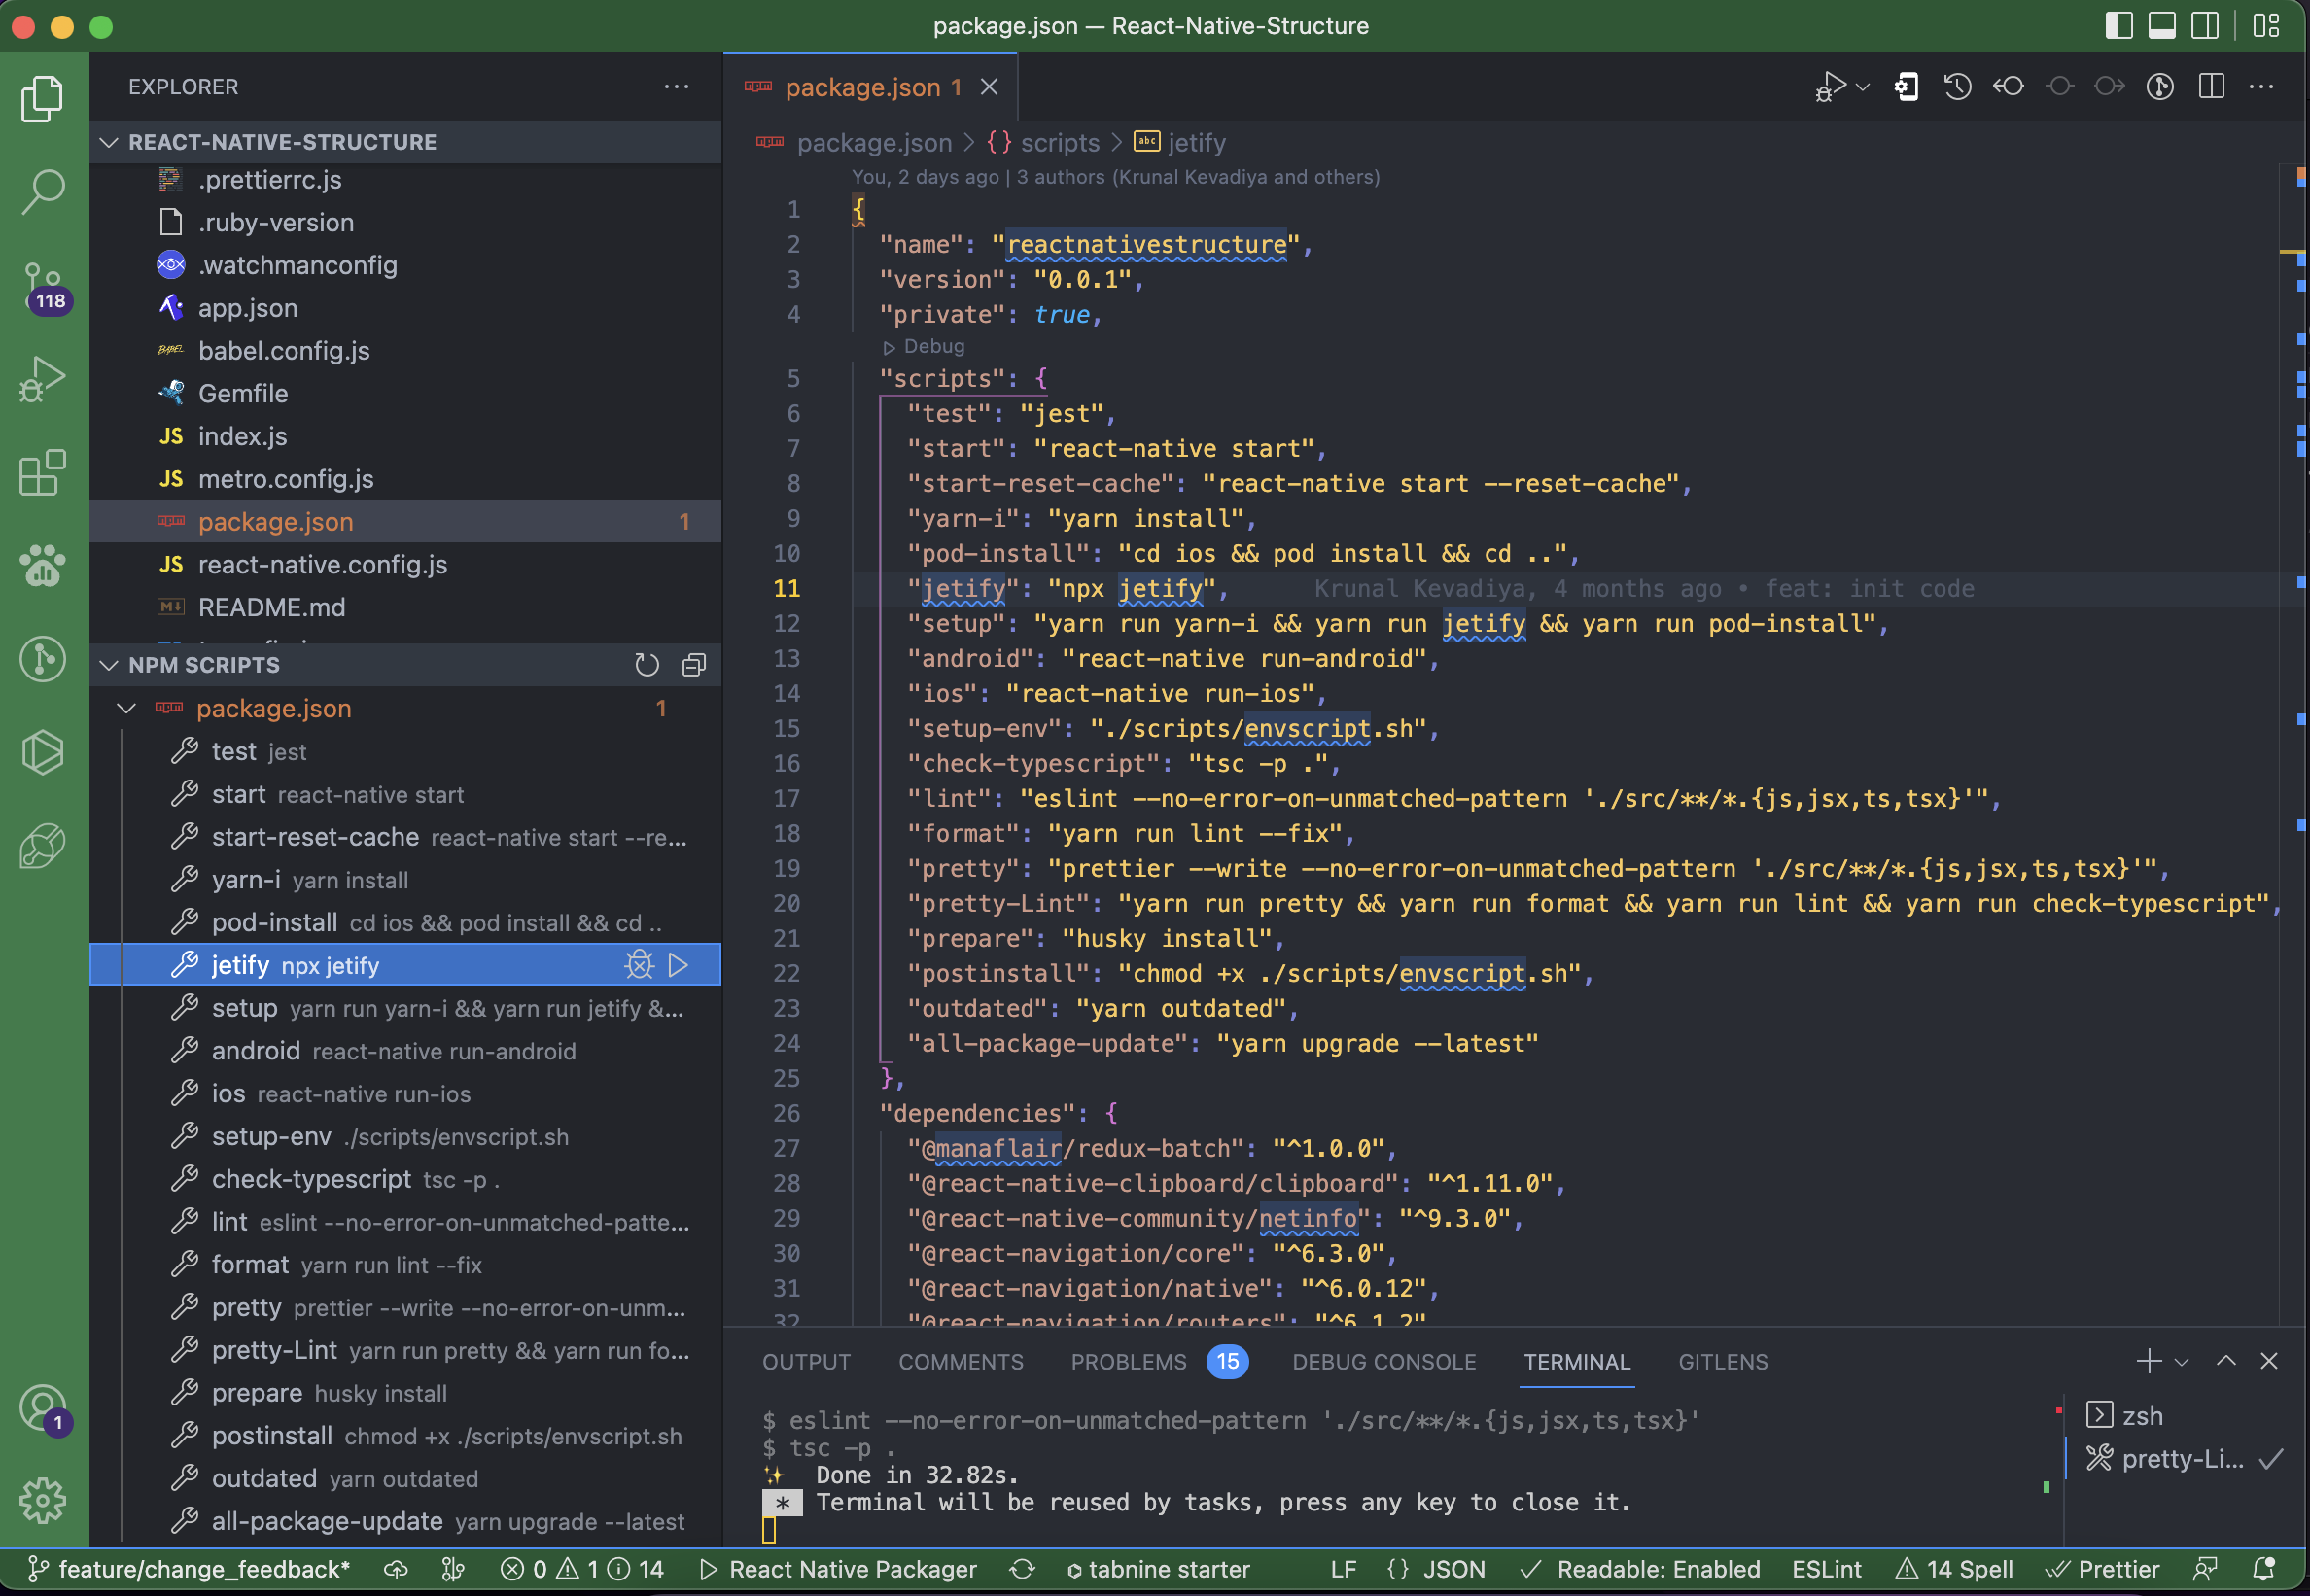 package.json — React-Native-Structure
EXPLORER
REACT-NATIVE-STRUCTURE
.prettierrc.js
.ruby-version
.watchmanconfig
app.json
babel.config.js
Gemfile
JS index.js
JS metro.config.js
package.json 1
JS react-native.config.js
README.md
118
NPM SCRIPTS
package.json 1
test jest
start react-native start
start-reset-cache react-native start --re...
yarn-i yarn install
pod-install cd ios && pod install && cd ..
jetify npx jetify
setup yarn run yarn-i && yarn run jetify &...
android react-native run-android
ios react-native run-ios
setup-env ./scripts/envscript.sh
check-typescript tsc -p .
lint eslint --no-error-on-unmatched-patte...
format yarn run lint --fix
pretty prettier --write --no-error-on-unm...
pretty-Lint yarn run pretty && yarn run fo...
prepare husky install
postinstall chmod +x ./scripts/envscript.sh
outdated yarn outdated
all-package-update yarn upgrade --latest
1
package.json 1
package.json > {} scripts > abc jetify
You, 2 days ago | 3 authors (Krunal Kevadiya and others)
1 {
2 "name": "reactnativestructure",
3 "version": "0.0.1",
4 "private": true,
Debug
5 "scripts": {
6 "test": "jest",
7 "start": "react-native start",
8 "start-reset-cache": "react-native start --reset-cache",
9 "yarn-i": "yarn install",
10 "pod-install": "cd ios && pod install && cd ..",
11 "jetify": "npx jetify", Krunal Kevadiya, 4 months ago • feat: init code
12 "setup": "yarn run yarn-i && yarn run jetify && yarn run pod-install",
13 "android": "react-native run-android",
14 "ios": "react-native run-ios",
15 "setup-env": "./scripts/envscript.sh",
16 "check-typescript": "tsc -p .",
17 "lint": "eslint --no-error-on-unmatched-pattern './src/**/*.{js,jsx,ts,tsx}'",
18 "format": "yarn run lint --fix",
19 "pretty": "prettier --write --no-error-on-unmatched-pattern './src/**/*.{js,jsx,ts,tsx}'",
20 "pretty-Lint": "yarn run pretty && yarn run format && yarn run lint && yarn run check-typescript",
21 "prepare": "husky install",
22 "postinstall": "chmod +x ./scripts/envscript.sh",
23 "outdated": "yarn outdated",
24 "all-package-update": "yarn upgrade --latest"
25 },
26 "dependencies": {
27 "@manaflair/redux-batch": "^1.0.0",
28 "@react-native-clipboard/clipboard": "^1.11.0",
29 "@react-native-community/netinfo": "^9.3.0",
30 "@react-navigation/core": "^6.3.0",
31 "@react-navigation/native": "^6.0.12",
32 "@react-navigation/routers": "^6.1.2"
OUTPUT COMMENTS PROBLEMS 15 DEBUG CONSOLE TERMINAL GITLENS
$ eslint --no-error-on-unmatched-pattern './src/**/*.{js,jsx,ts,tsx}'
$ tsc -p .
✨ Done in 32.82s.
* Terminal will be reused by tasks, press any key to close it.
zsh
pretty-Li...
feature/change_feedback* 0 1 14 React Native Packager tabnine starter LF {} JSON Readable: Enabled ESLint 14 Spell Prettier